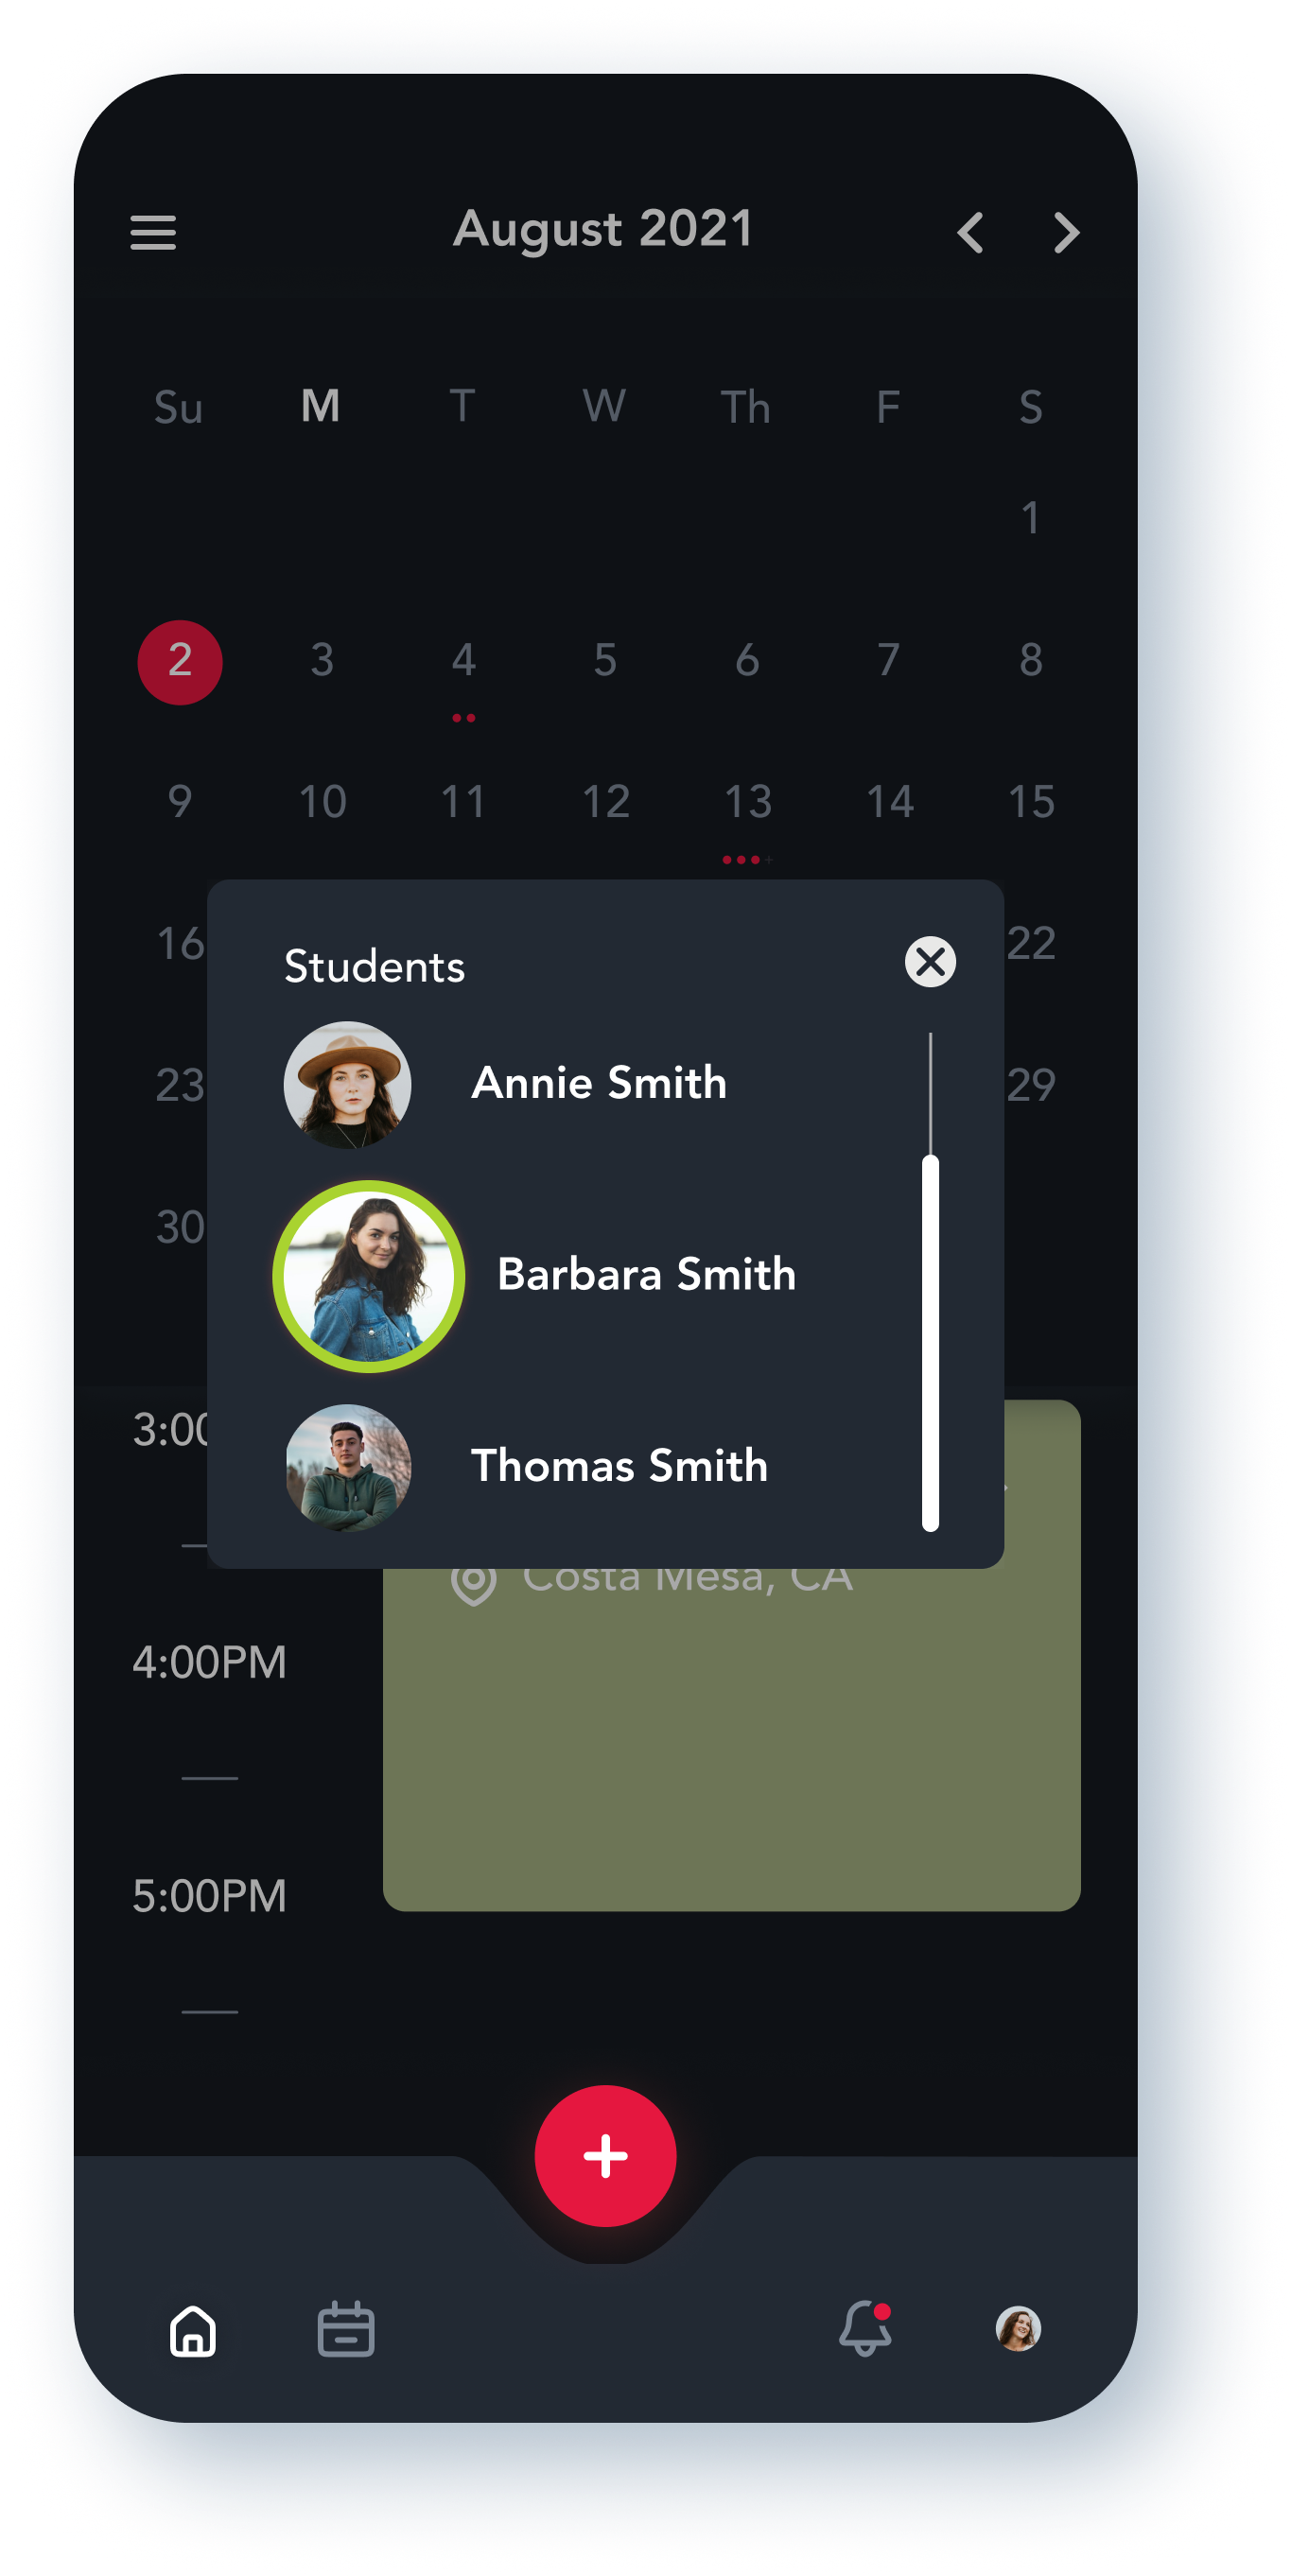 August 2021
Su M T W Th F S
1
2 3 4 5 6 7 8
9 10 11 12 13 14 15
16 22
Students
Annie Smith
23 29
Barbara Smith
30
3:00
Thomas Smith
Costa Mesa, CA
4:00PM
5:00PM